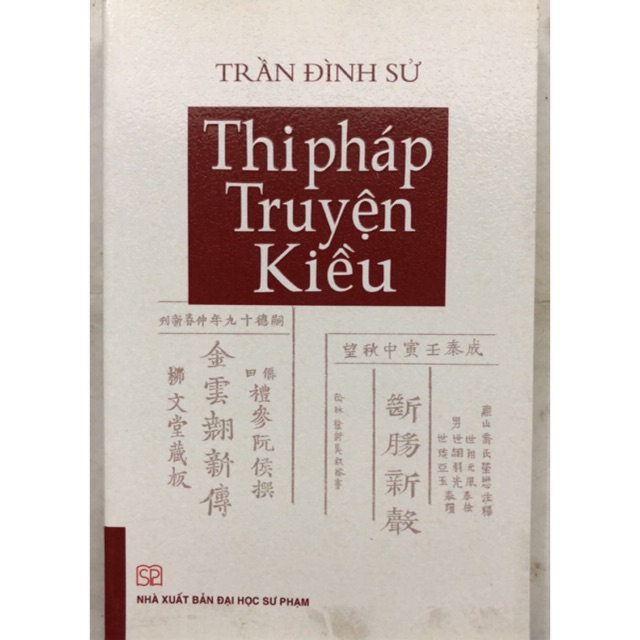 TRẦN ĐÌNH SỬ
Thi pháp
Truyện
Kiều
嗣德十九年仲春新刊
金雲翹新傳
禮參阮侯撰
柳文堂藏板
成泰壬寅中秋望
斷腸新聲
SP
NHÀ XUẤT BẢN ĐẠI HỌC SƯ PHẠM